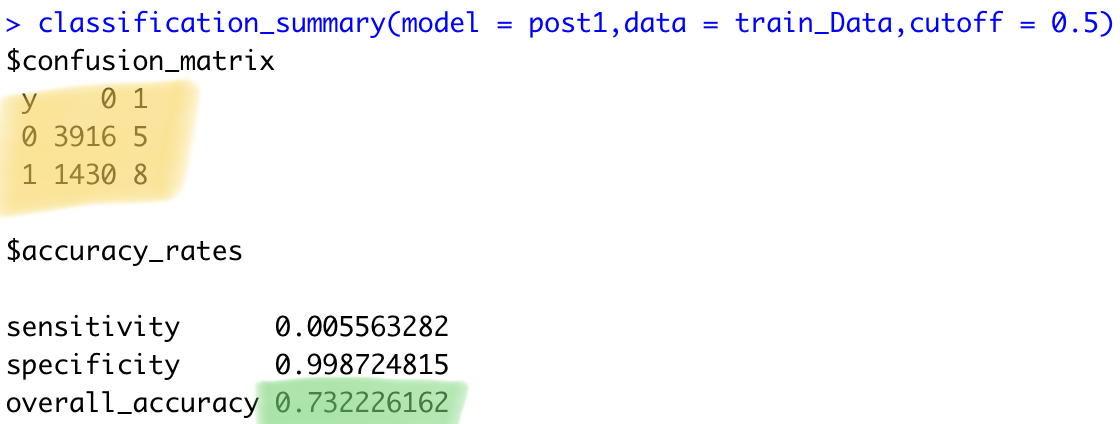 > classification_summary(model = post1,data = train_Data,cutoff = 0.5)
$confusion_matrix
y 0 1
0 3916 5
1 1430 8
$accuracy_rates
sensitivity 0.005563282
specificity 0.998724815
overall_accuracy 0.732226162